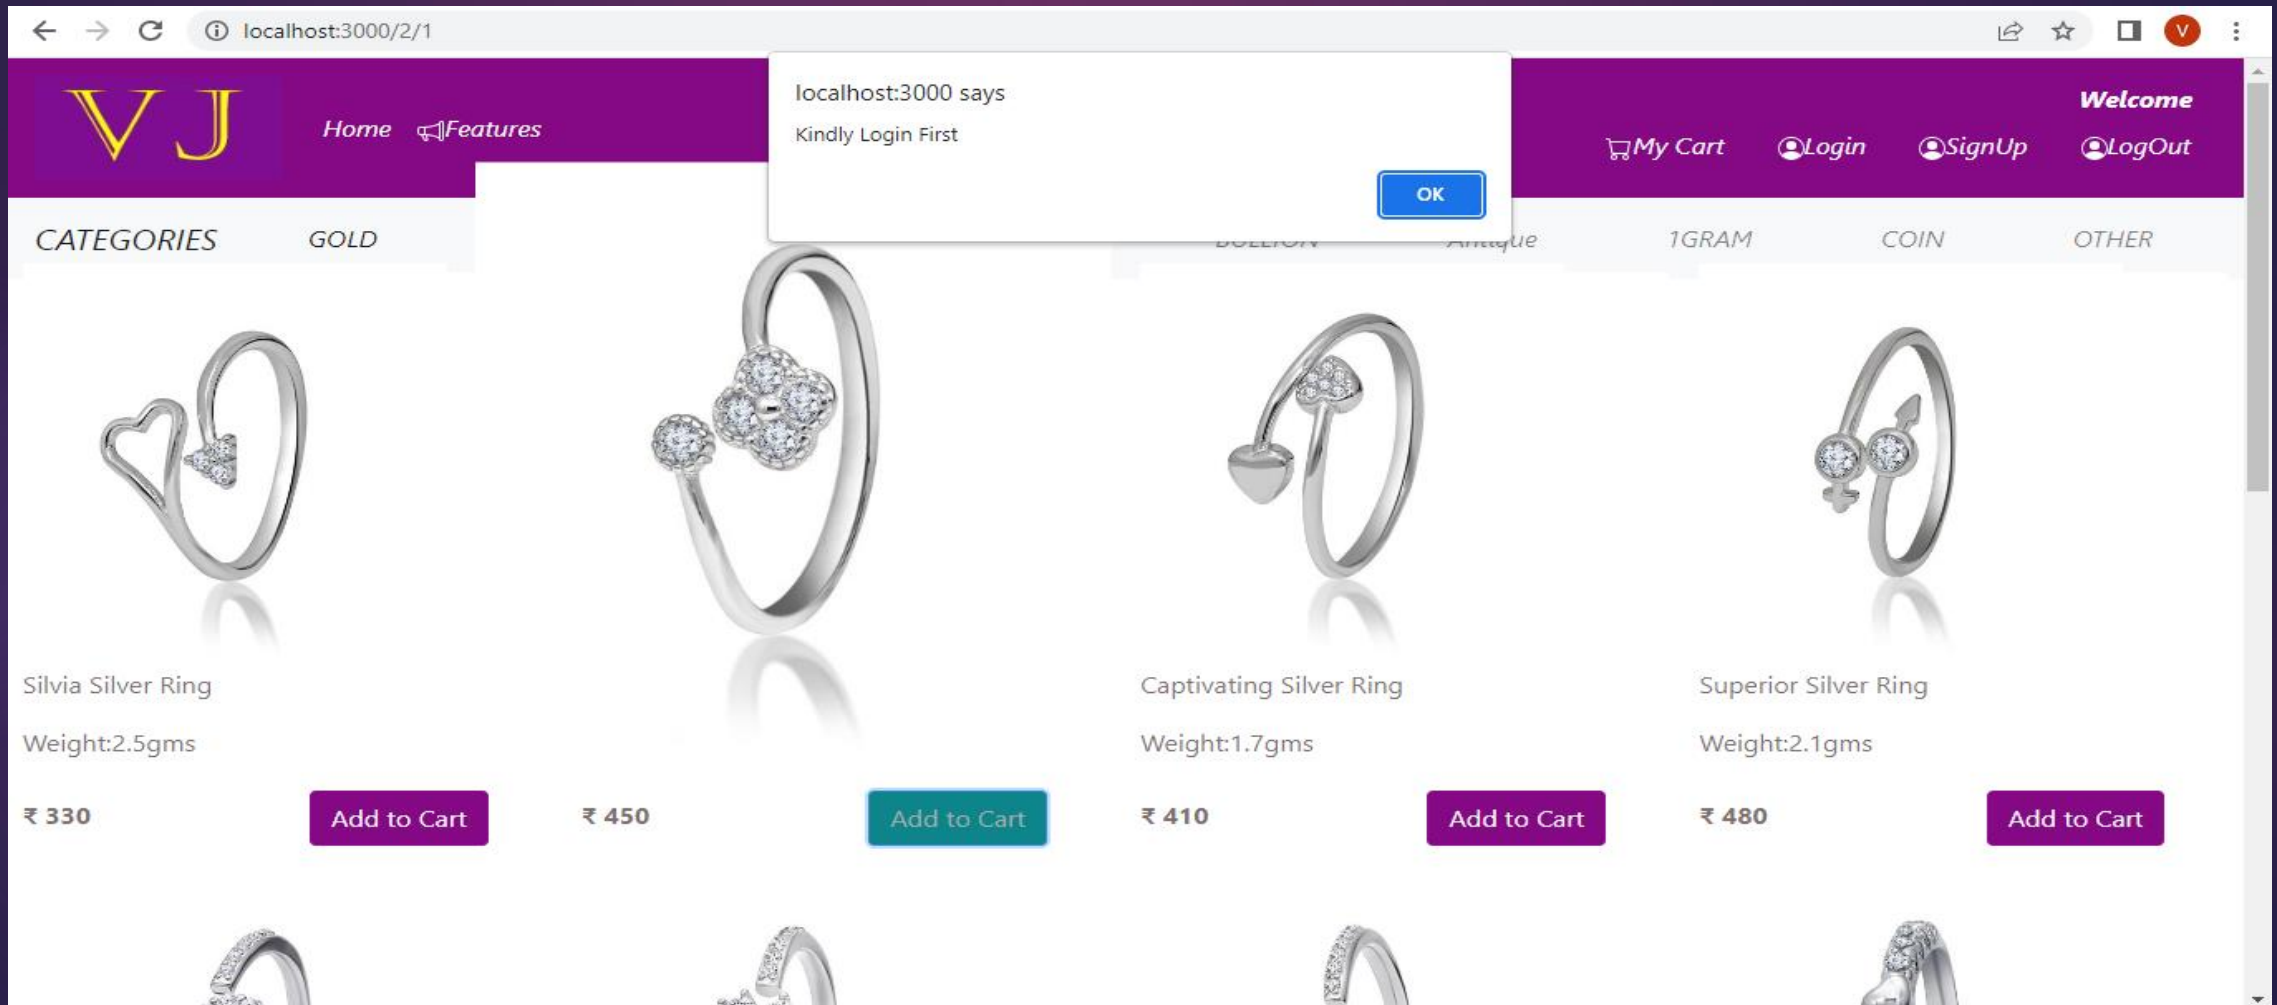 localhost:3000/2/1
V
localhost:3000 says
Kindly Login First
OK
VJ
Home Features
Welcome
My Cart Login SignUp LogOut
CATEGORIES GOLD BULLION Antique 1GRAM COIN OTHER
Silvia Silver Ring
Captivating Silver Ring
Superior Silver Ring
Weight:2.5gms
Weight:1.7gms
Weight:2.1gms
₹ 330 Add to Cart
₹ 450 Add to Cart
₹ 410 Add to Cart
₹ 480 Add to Cart